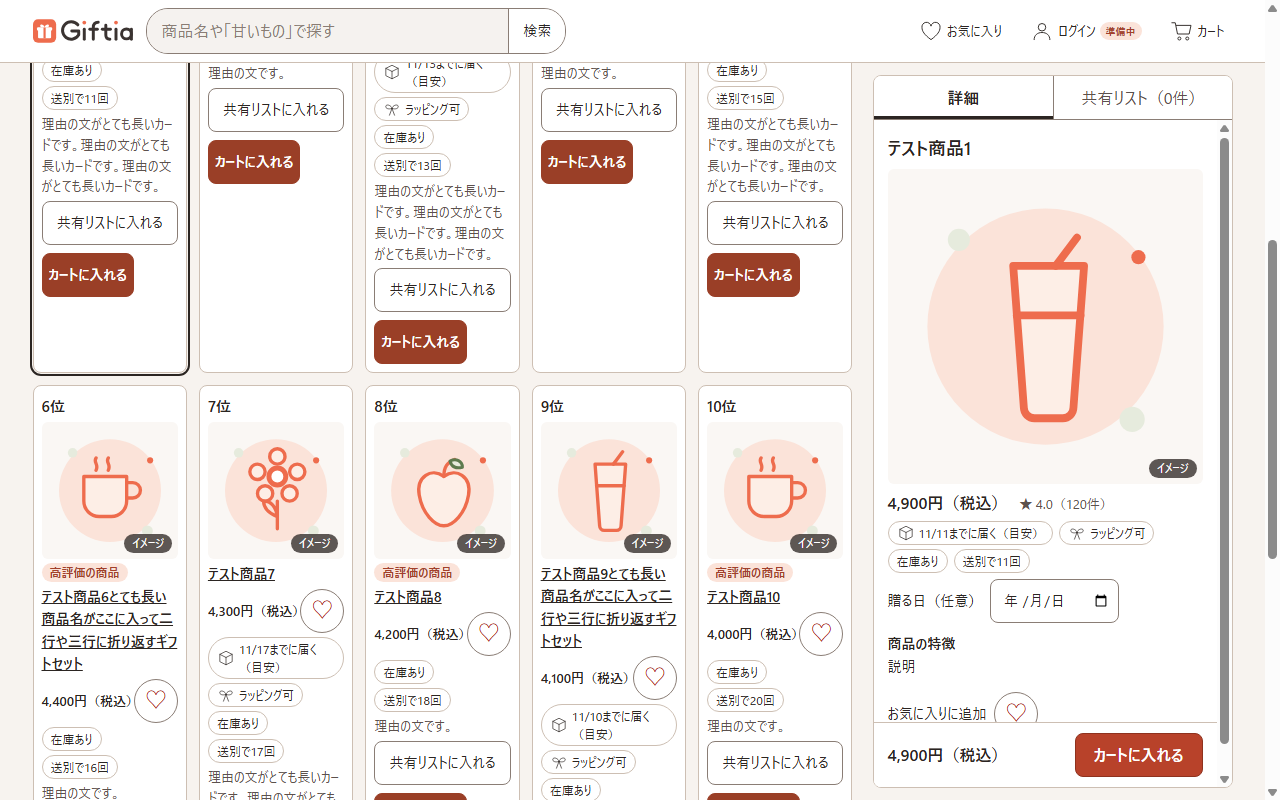 Giftia
商品名や「甘いもの」で探す
検索
お気に入り
ログイン 準備中
カート
在庫あり
送別で11回
理由の文がとても長いカー
ドです。理由の文がとても
長いカードです。理由の文
がとても長いカードです。
共有リストに入れる
カートに入れる
理由の文です。
共有リストに入れる
カートに入れる
11/13までに届く
（目安）
ラッピング可
在庫あり
送別で13回
理由の文がとても長いカー
ドです。理由の文がとても
長いカードです。理由の文
がとても長いカードです。
共有リストに入れる
カートに入れる
理由の文です。
共有リストに入れる
カートに入れる
在庫あり
送別で15回
理由の文がとても長いカー
ドです。理由の文がとても
長いカードです。理由の文
がとても長いカードです。
共有リストに入れる
カートに入れる
6位
イメージ
高評価の商品
テスト商品6とても長い
商品名がここに入って二
行や三行に折り返すギフ
トセット
4,400円（税込）
在庫あり
送別で16回
理由の文です。
7位
イメージ
テスト商品7
4,300円（税込）
11/17までに届く
（目安）
ラッピング可
在庫あり
送別で17回
理由の文がとても長いカー
ドです。理由の文がとても
8位
イメージ
高評価の商品
テスト商品8
4,200円（税込）
在庫あり
送別で18回
理由の文です。
共有リストに入れる
9位
イメージ
テスト商品9とても長い
商品名がここに入って二
行や三行に折り返すギフ
トセット
4,100円（税込）
11/10までに届く
（目安）
ラッピング可
在庫あり
10位
イメージ
高評価の商品
テスト商品10
4,000円（税込）
在庫あり
送別で20回
理由の文です。
共有リストに入れる
詳細
共有リスト（0件）
テスト商品1
イメージ
4,900円（税込） ★ 4.0（120件）
11/11までに届く（目安） ラッピング可
在庫あり 送別で11回
贈る日（任意） 年 /月/日
商品の特徴
説明
お気に入りに追加
4,900円（税込）
カートに入れる